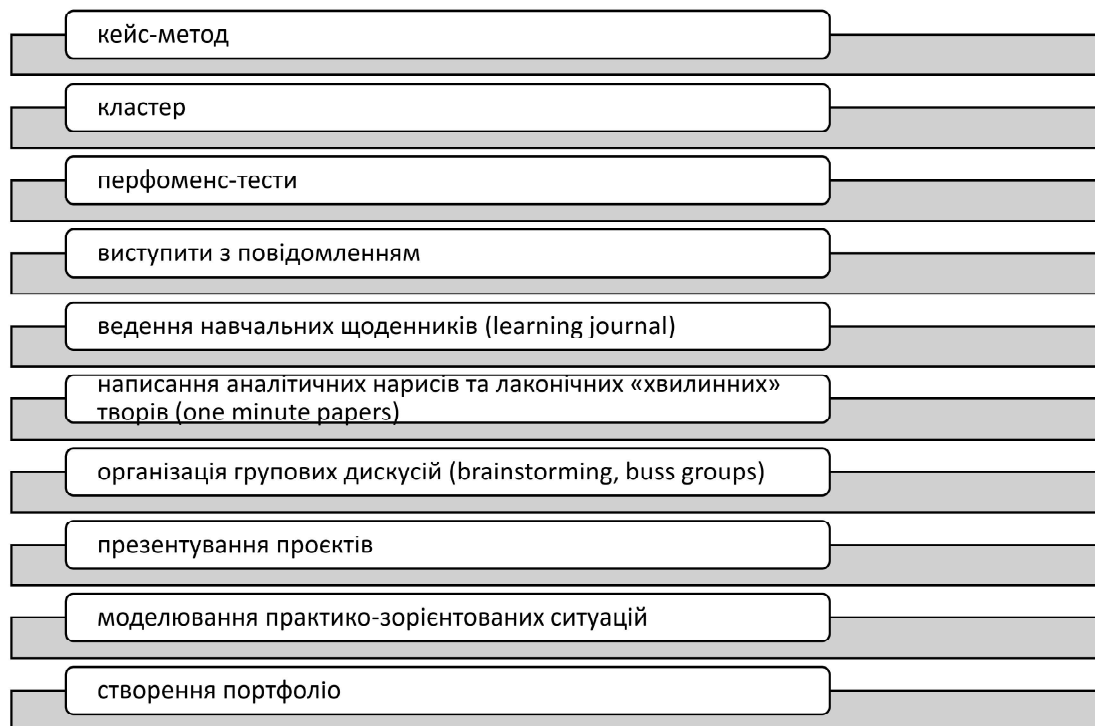 кейс-метод
кластер
перфоменс-тести
виступити з повідомленням
ведення навчальних щоденників (learning journal)
написання аналітичних нарисів та лаконічних «хвилинних»
творів (one minute papers)
організація групових дискусій (brainstorming, buss groups)
презентування проєктів
моделювання практико-зорієнтованих ситуацій
створення портфоліо